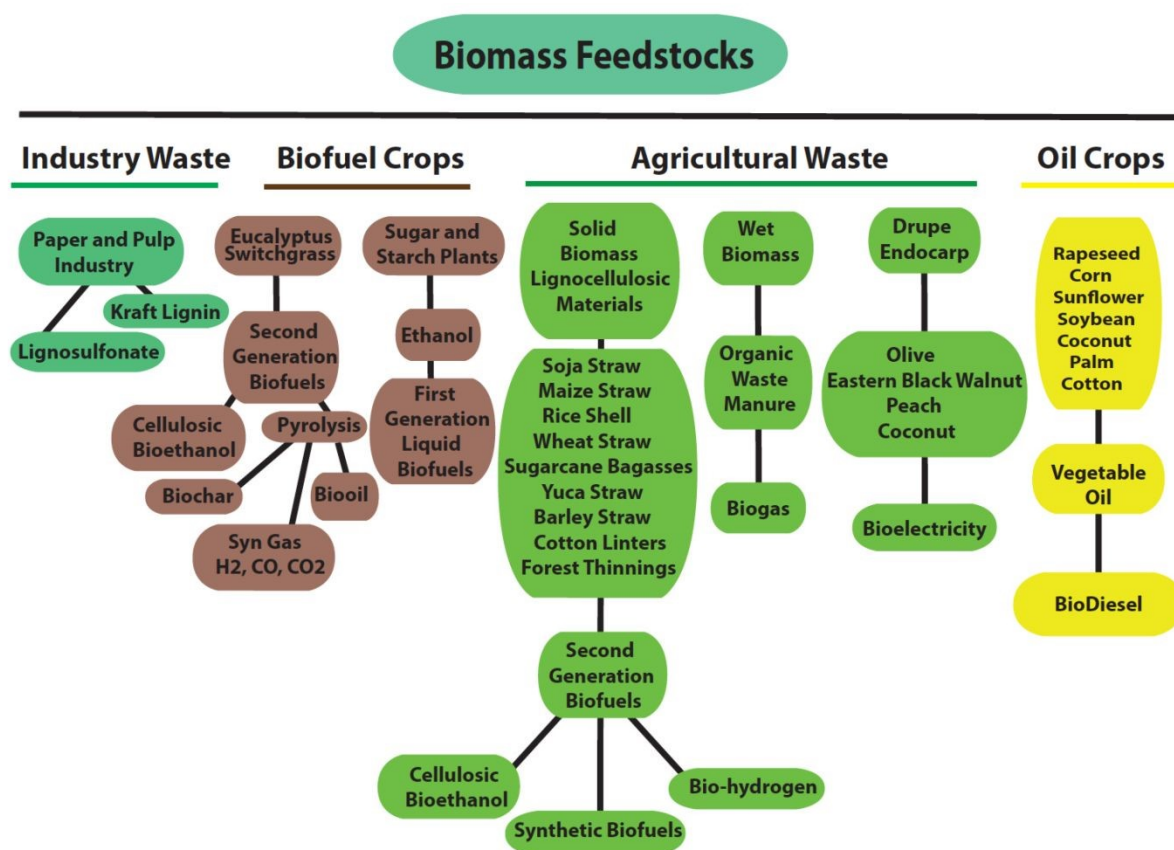 Biomass Feedstocks
Industry Waste
Biofuel Crops
Agricultural Waste
Oil Crops
Paper and Pulp
Industry
Kraft Lignin
Lignosulfonate
Eucalyptus
Switchgrass
Second
Generation
Biofuels
Cellulosic
Bioethanol
Pyrolysis
Biochar
Biooil
Syn Gas
H2, CO, CO2
Sugar and
Starch Plants
Ethanol
First
Generation
Liquid
Biofuels
Solid
Biomass
Lignocellulosic
Materials
Soja Straw
Maize Straw
Rice Shell
Wheat Straw
Sugarcane Bagasses
Yuca Straw
Barley Straw
Cotton Linters
Forest Thinnings
Second
Generation
Biofuels
Cellulosic
Bioethanol
Synthetic Biofuels
Bio-hydrogen
Wet
Biomass
Organic
Waste
Manure
Biogas
Drupe
Endocarp
Olive
Eastern Black Walnut
Peach
Coconut
Bioelectricity
Rapeseed
Corn
Sunflower
Soybean
Coconut
Palm
Cotton
Vegetable
Oil
BioDiesel